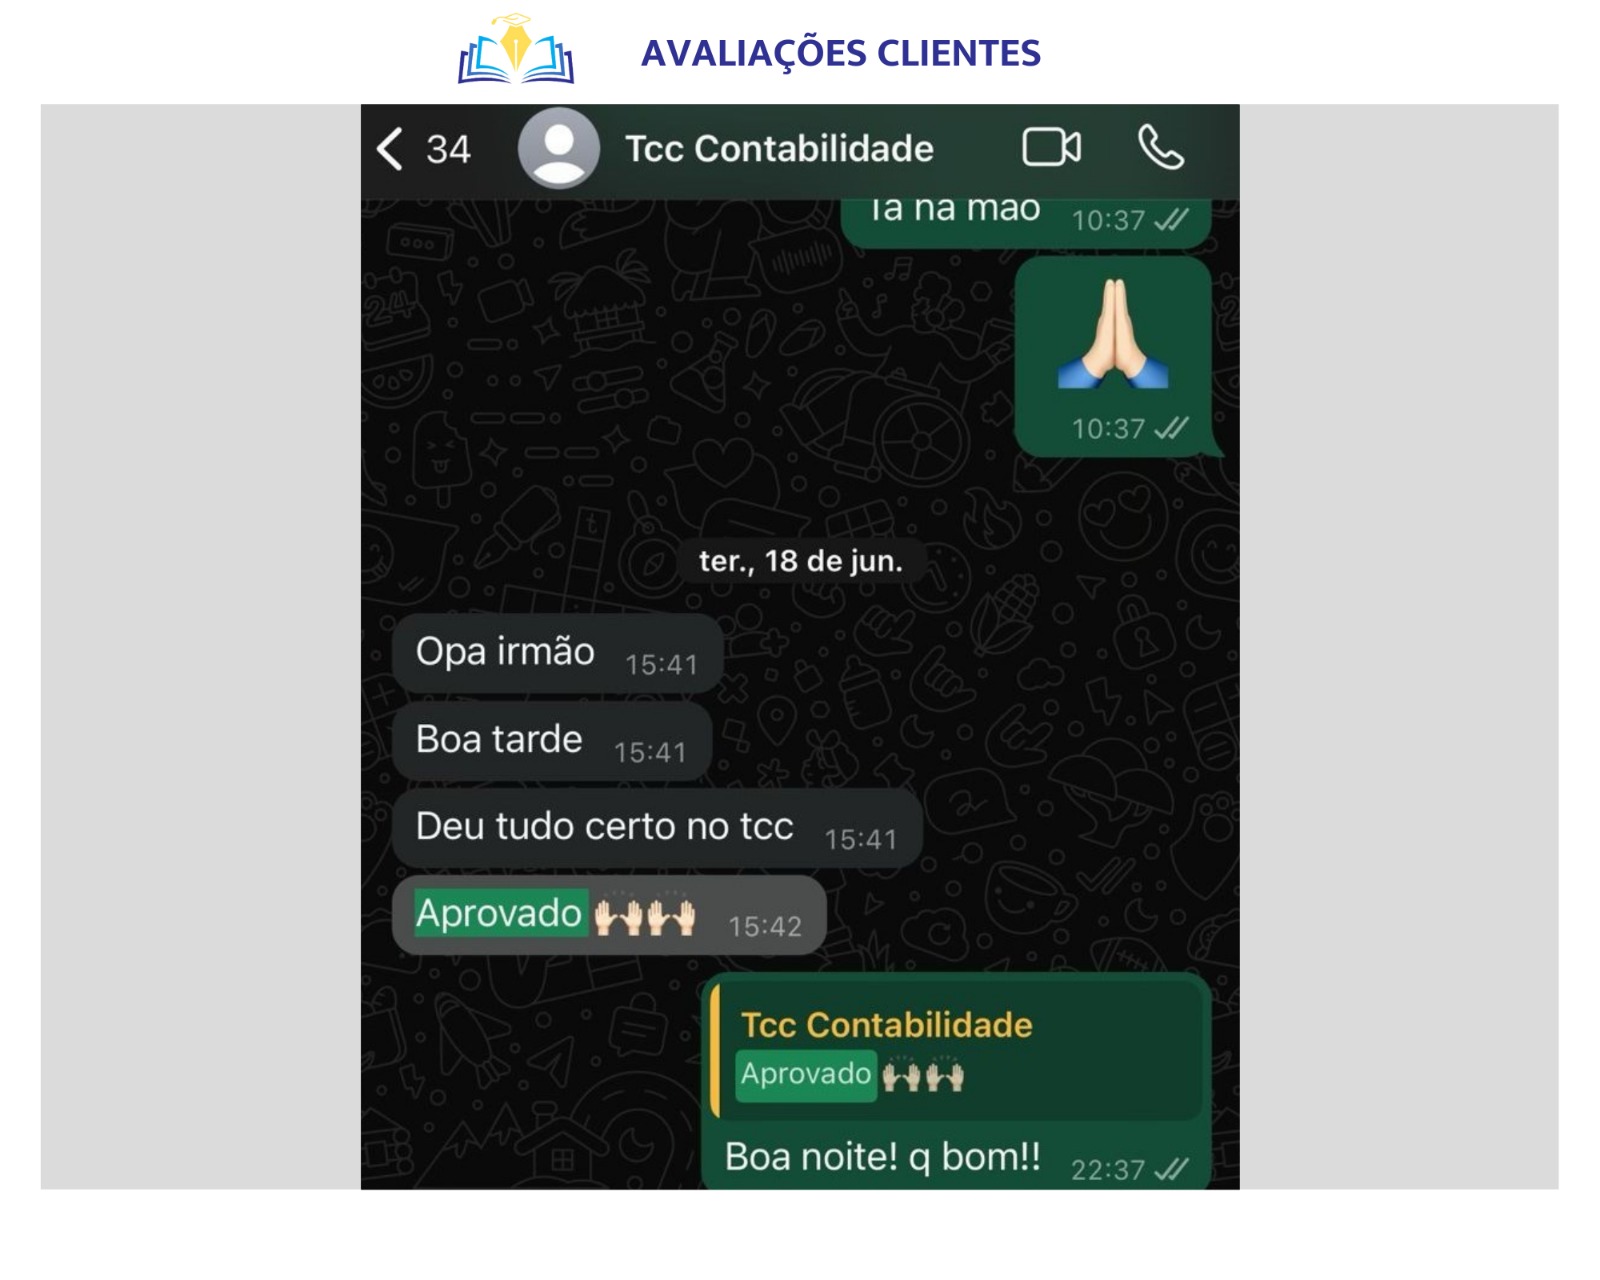 AVALIAÇÕES CLIENTES
34 Tcc Contabilidade
Tá na mão 10:37
10:37
ter., 18 de jun.
Opa irmão 15:41
Boa tarde 15:41
Deu tudo certo no tcc 15:41
Aprovado 🙌🏻🙌🏻 15:42
Tcc Contabilidade
Aprovado 🙌🏻🙌🏻
Boa noite! q bom!! 22:37